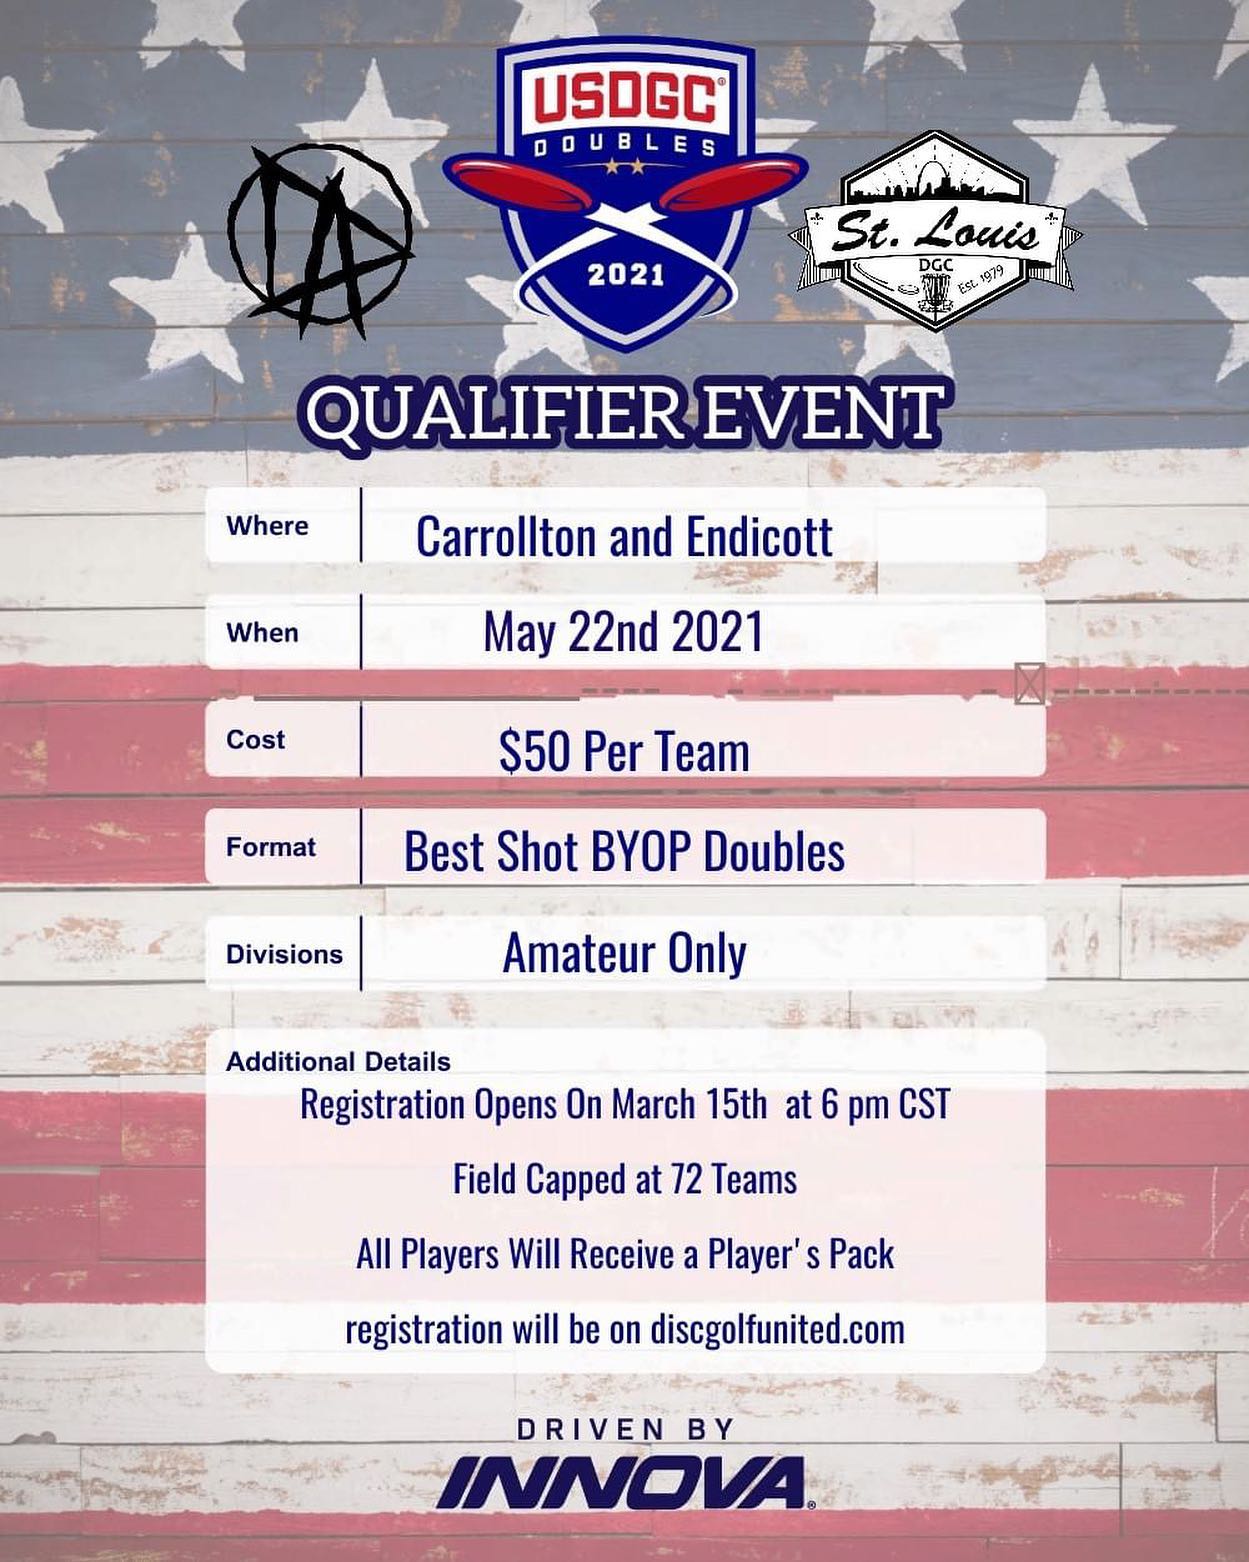 USDGC®
DOUBLES
2021
DA
St. Louis
DGC
Est. 1979
QUALIFIER EVENT
Where
Carrollton and Endicott
When
May 22nd 2021
Cost
$50 Per Team
Format
Best Shot BYOP Doubles
Divisions
Amateur Only
Additional Details
Registration Opens On March 15th at 6 pm CST
Field Capped at 72 Teams
All Players Will Receive a Player's Pack
registration will be on discgolfunited.com
DRIVEN BY
INNOVA®